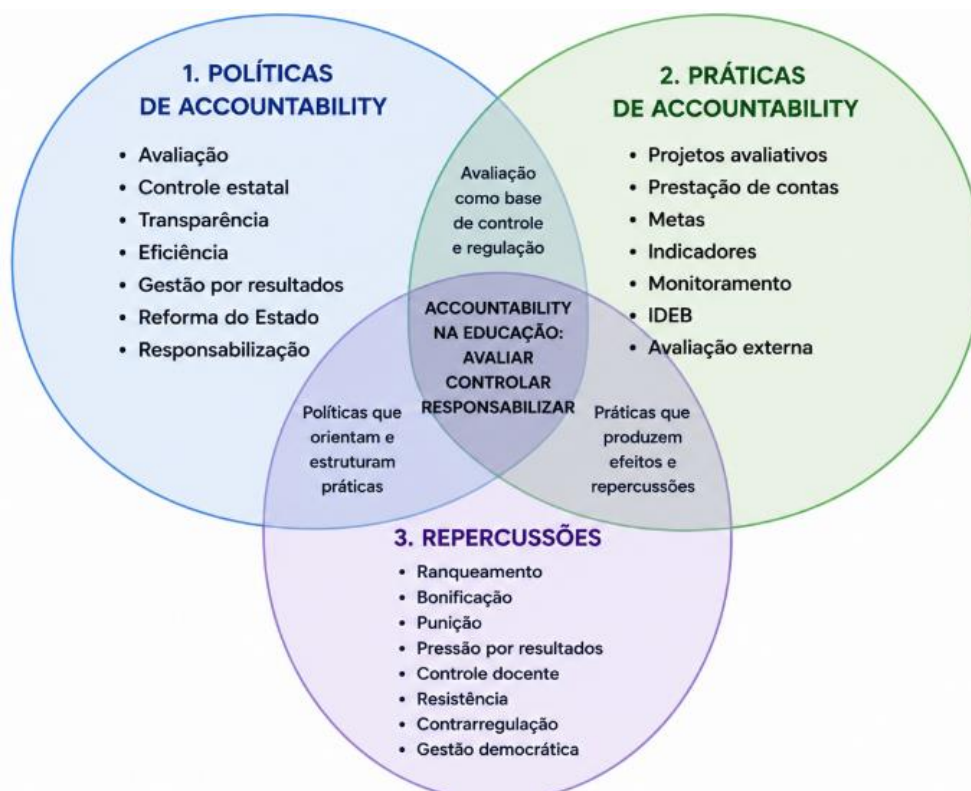 1. POLÍTICAS
DE ACCOUNTABILITY
• Avaliação
• Controle estatal
• Transparência
• Eficiência
• Gestão por resultados
• Reforma do Estado
• Responsabilização
Avaliação
como base
de controle
e regulação
2. PRÁTICAS
DE ACCOUNTABILITY
• Projetos avaliativos
• Prestação de contas
• Metas
• Indicadores
• Monitoramento
• IDEB
• Avaliação externa
ACCOUNTABILITY
NA EDUCAÇÃO:
AVALIAR
CONTROLAR
RESPONSABILIZAR
Políticas que
orientam e
estruturam
práticas
Práticas que
produzem
efeitos e
repercussões
3. REPERCUSSÕES
• Ranqueamento
• Bonificação
• Punição
• Pressão por resultados
• Controle docente
• Resistência
• Contrarregulação
• Gestão democrática